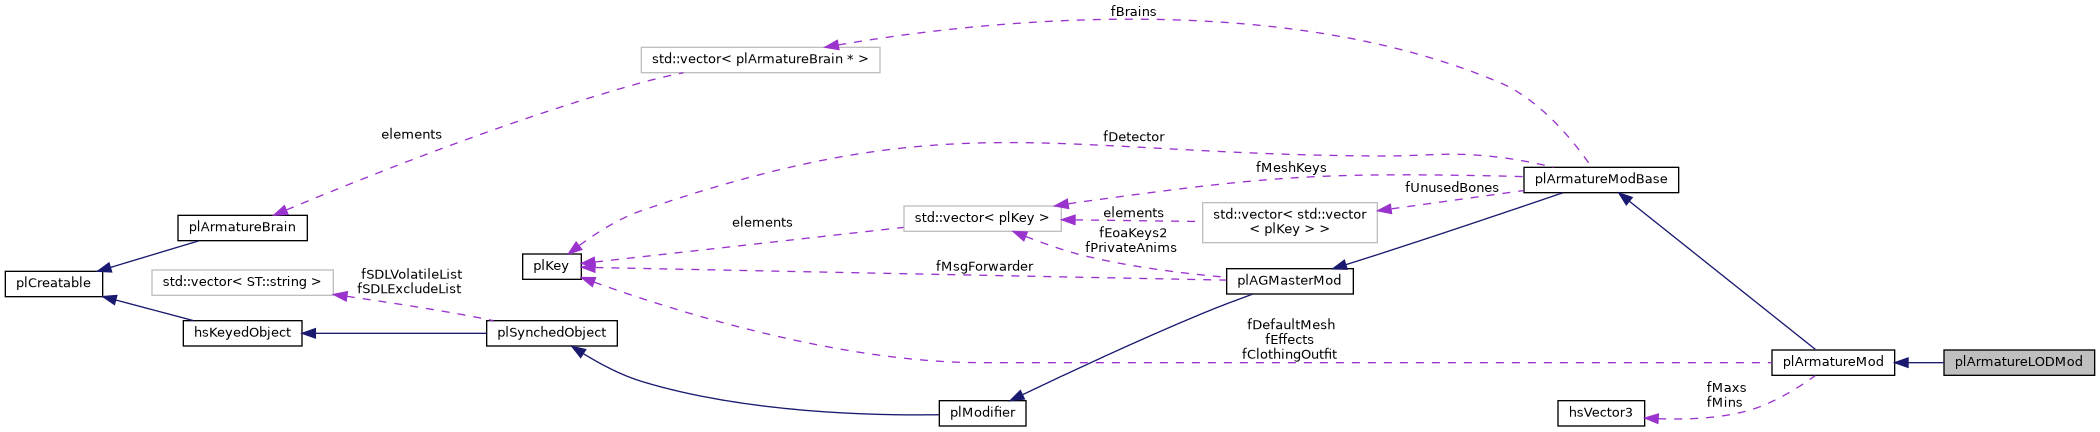 fBrains
std::vector< plArmatureBrain * >
elements
fDetector
fMeshKeys
plArmatureModBase
fUnusedBones
std::vector< plKey >
elements
std::vector< std::vector
< plKey > >
elements
plArmatureBrain
fEoaKeys2
fPrivateAnims
plKey
fMsgForwarder
plAGMasterMod
plCreatable
std::vector< ST::string >
fSDLVolatileList
fSDLExcludeList
hsKeyedObject
plSynchedObject
fDefaultMesh
fEffects
fClothingOutfit
plArmatureMod
plArmatureLODMod
fMaxs
fMins
plModifier
hsVector3